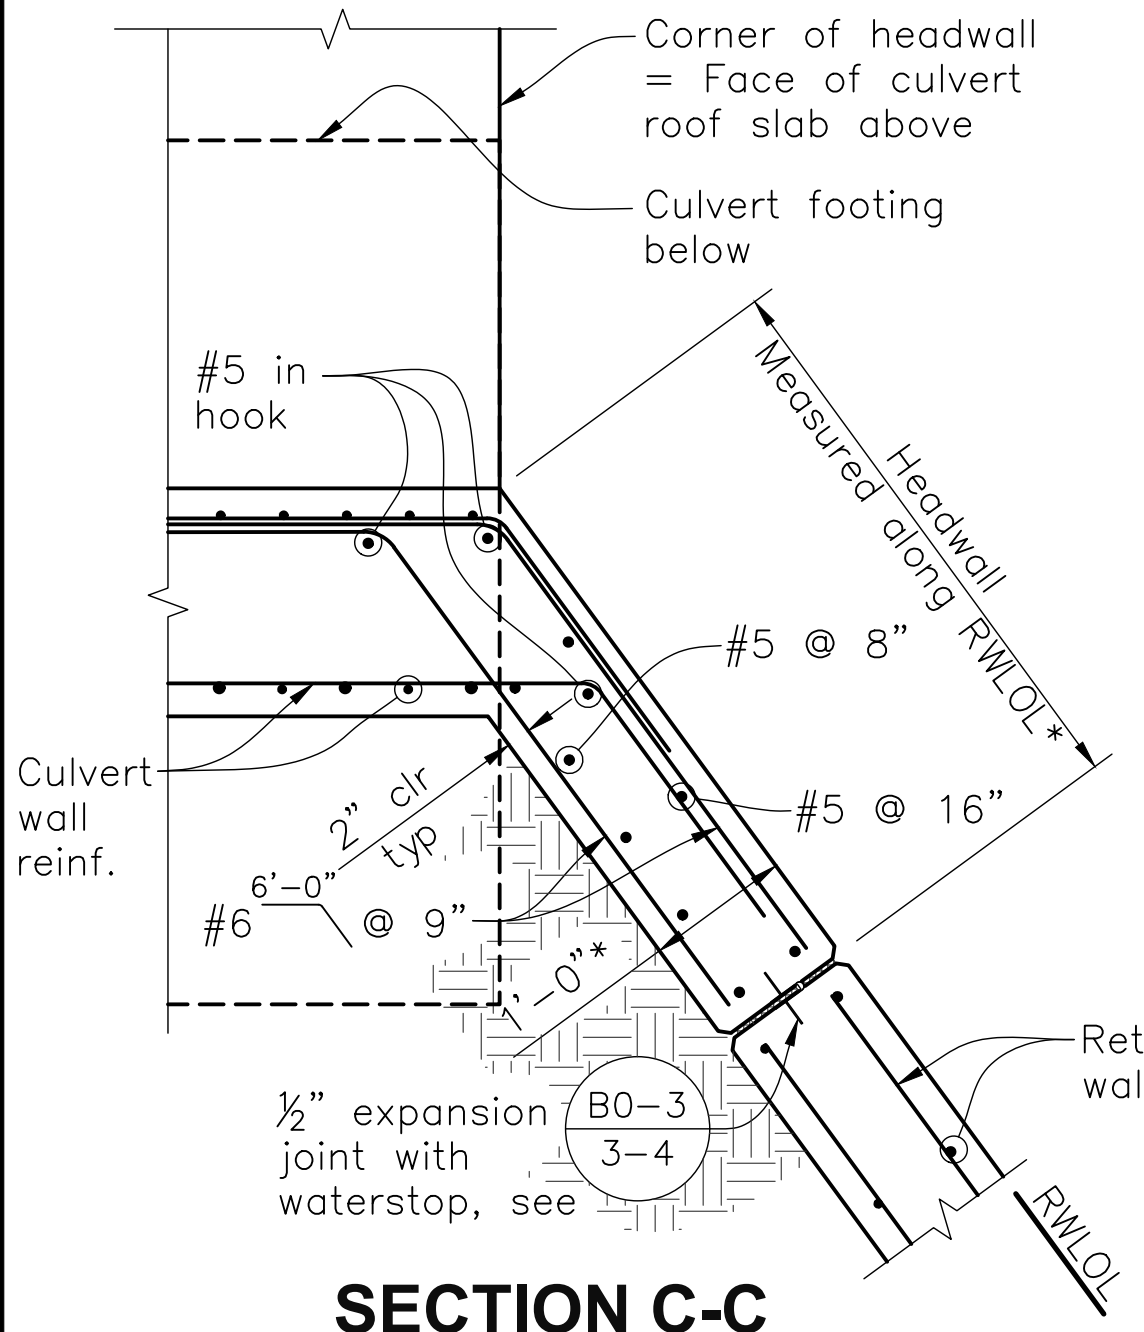 Corner of headwall
= Face of culvert
roof slab above
Culvert footing
below
#5 in
hook
Headwall
Measured along RWLOL*
#5 @ 8”
#5 @ 16”
Culvert
wall
reinf.
2” clr
typ
6’-0”
#6 @ 9”
1’-0”*
½” expansion
joint with
waterstop, see
B0-3
3-4
Ret
wal
RWLOL
SECTION C-C